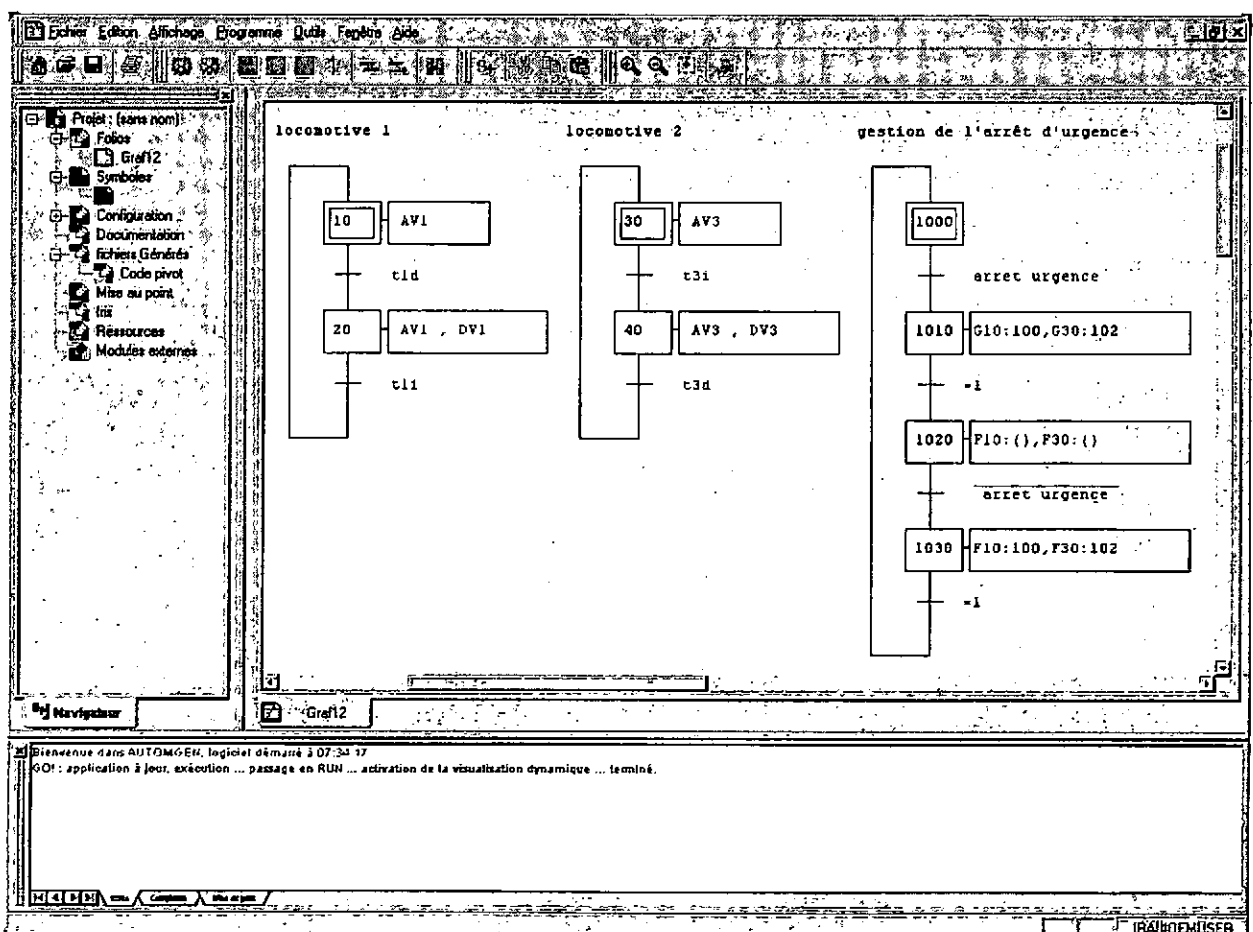 Fichier Edition Affichage Programme Outils Fenêtre Aide
Projet : (sans nom)
Folios
Graf12
Symboles
Configuration
Documentation
fichiers Générés
Code pivot
Mise au point
Iris
Ressources
Modules externes
Navigateur
locomotive 1
10 AV1
t1d
20 AV1 , DV1
t1i
locomotive 2
30 AV3
t3i
40 AV3 , DV3
t3d
gestion de l'arrêt d'urgence
1000
arret urgence
1010 G10:100,G30:102
=1
1020 F10:(),F30:()
arret urgence
1030 F10:100,F30:102
=1
Graf12
Bienvenue dans AUTOMGEN, logiciel démarré à 07:34:17
GO! : application à jour, exécution ... passage en RUN ... activation de la visualisation dynamique ... terminé.